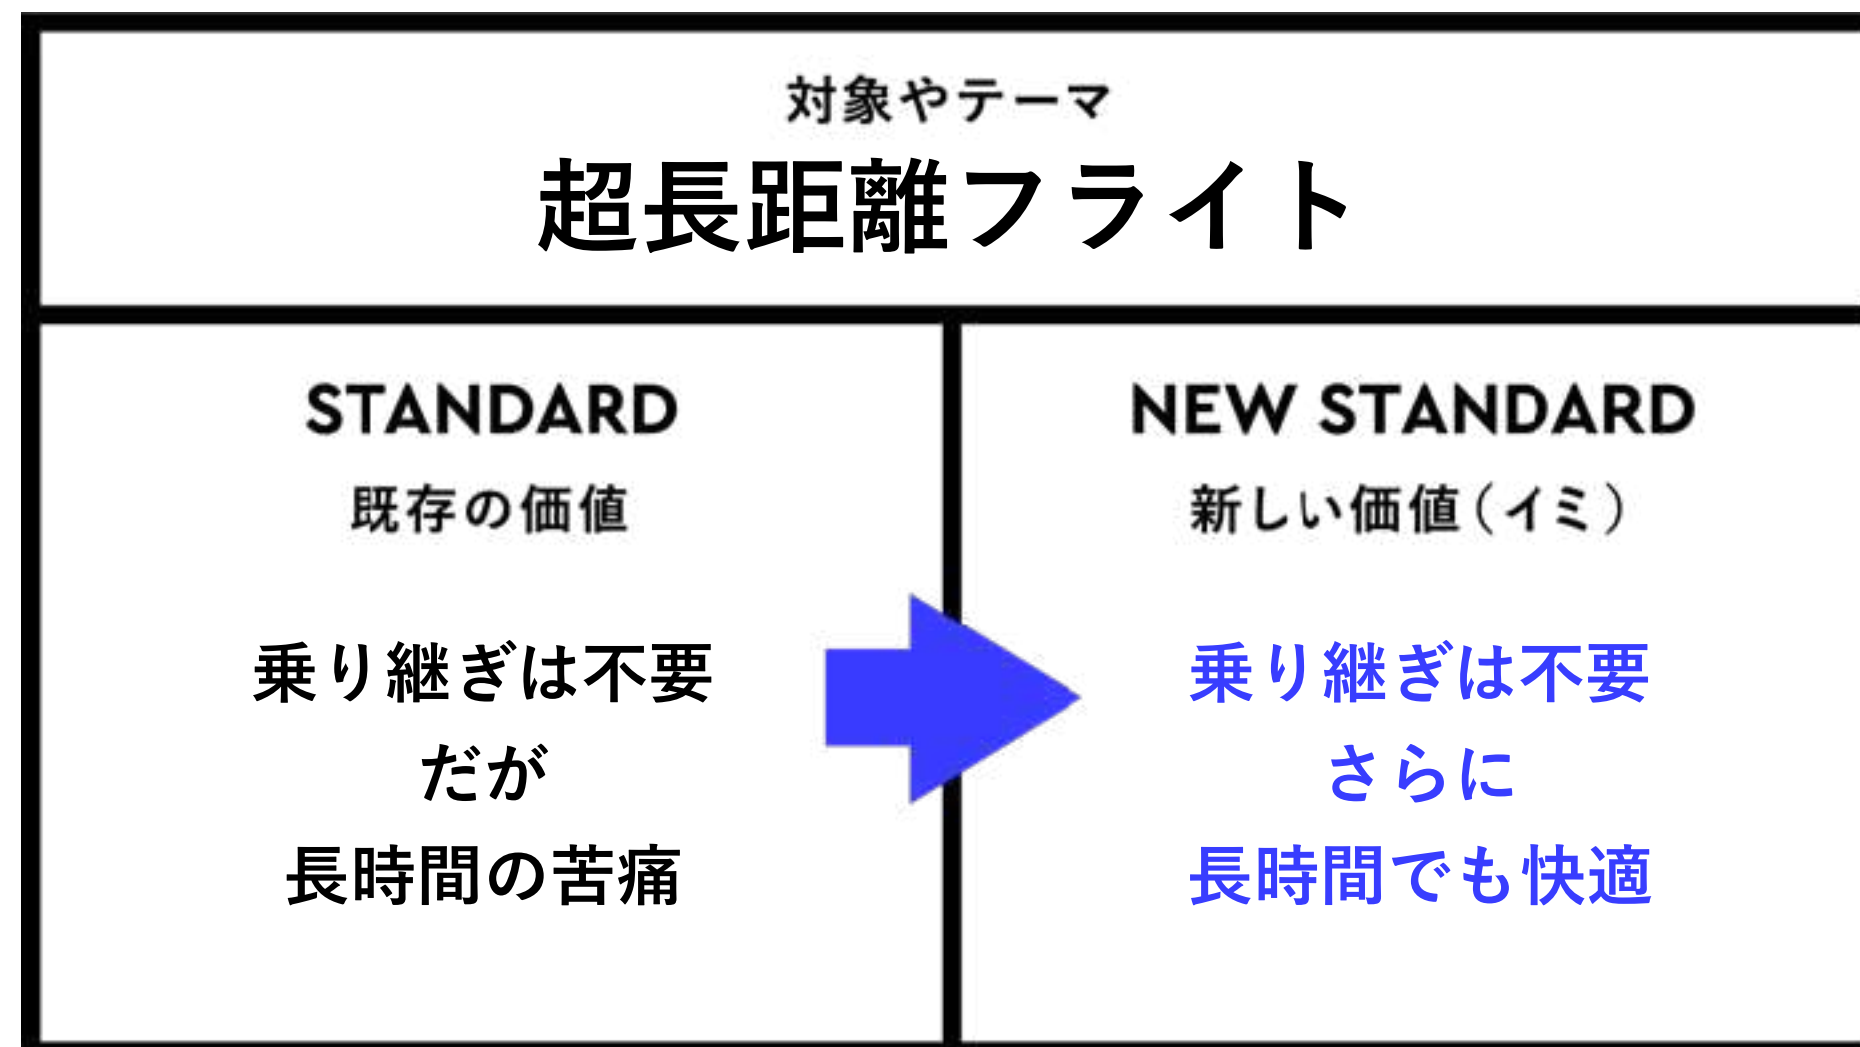 対象やテーマ
超長距離フライト
STANDARD
既存の価値
乗り継ぎは不要
だが
長時間の苦痛
NEW STANDARD
新しい価値（イミ）
乗り継ぎは不要
さらに
長時間でも快適